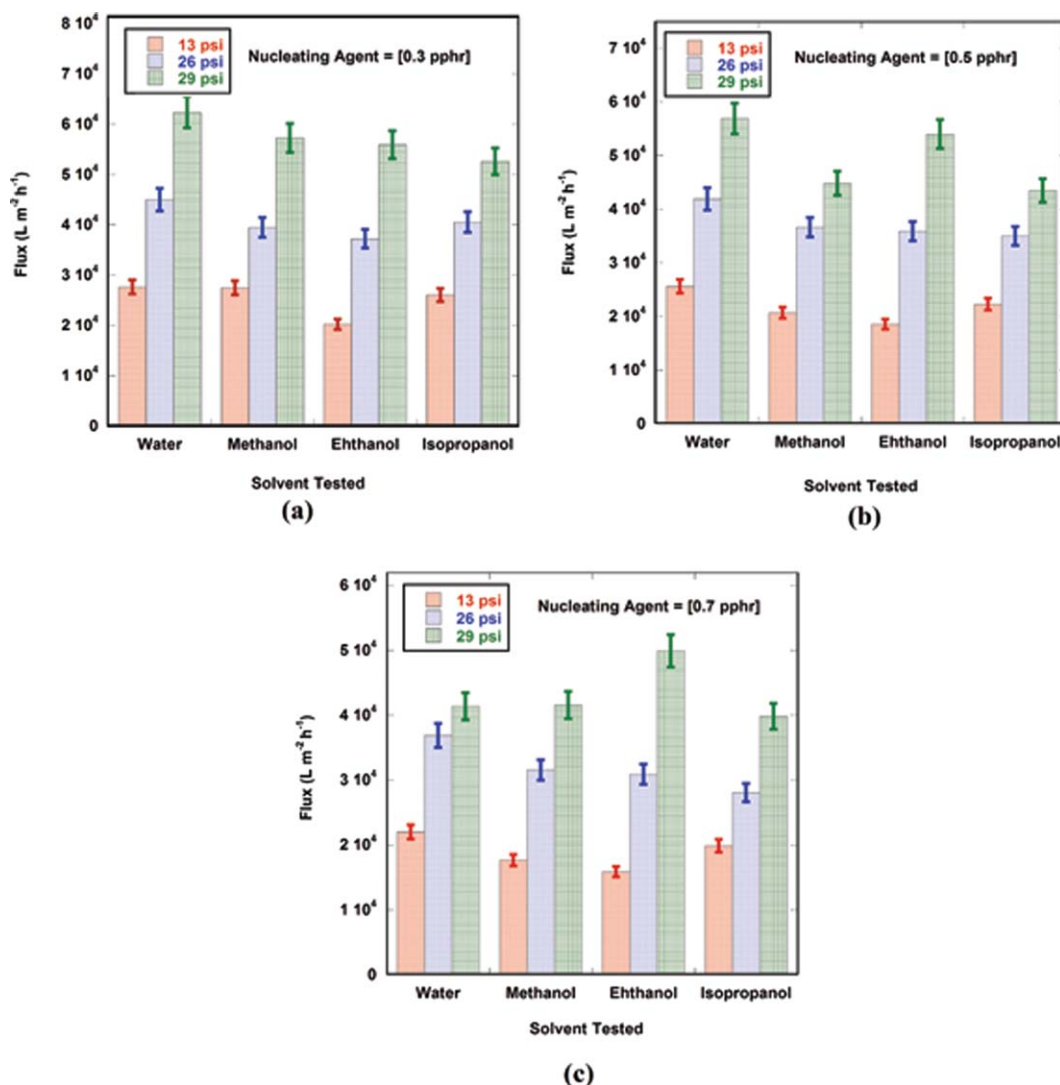 8 10⁴
7 10⁴
6 10⁴
5 10⁴
4 10⁴
3 10⁴
2 10⁴
1 10⁴
0
Flux (L m⁻² h⁻¹)
13 psi
26 psi
29 psi
Nucleating Agent = [0.3 pphr]
Water Methanol Ehthanol Isopropanol
Solvent Tested
(a)
7 10⁴
6 10⁴
5 10⁴
4 10⁴
3 10⁴
2 10⁴
1 10⁴
0
Flux (L m⁻² h⁻¹)
13 psi
26 psi
29 psi
Nucleating Agent = [0.5 pphr]
Water Methanol Ehthanol Isopropanol
Solvent Tested
(b)
6 10⁴
5 10⁴
4 10⁴
3 10⁴
2 10⁴
1 10⁴
0
Flux (L m⁻² h⁻¹)
13 psi
26 psi
29 psi
Nucleating Agent = [0.7 pphr]
Water Methanol Ehthanol Isopropanol
Solvent Tested
(c)